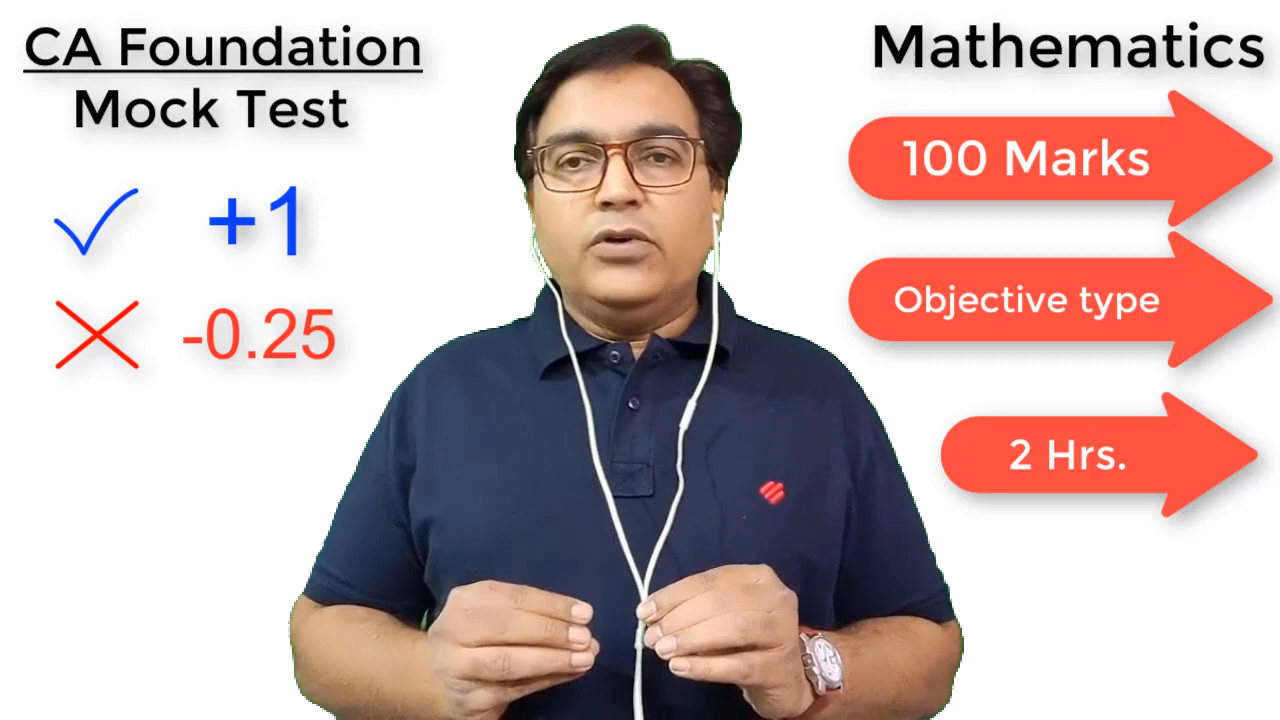 CA Foundation
Mock Test
+1
-0.25
Mathematics
100 Marks
Objective type
2 Hrs.